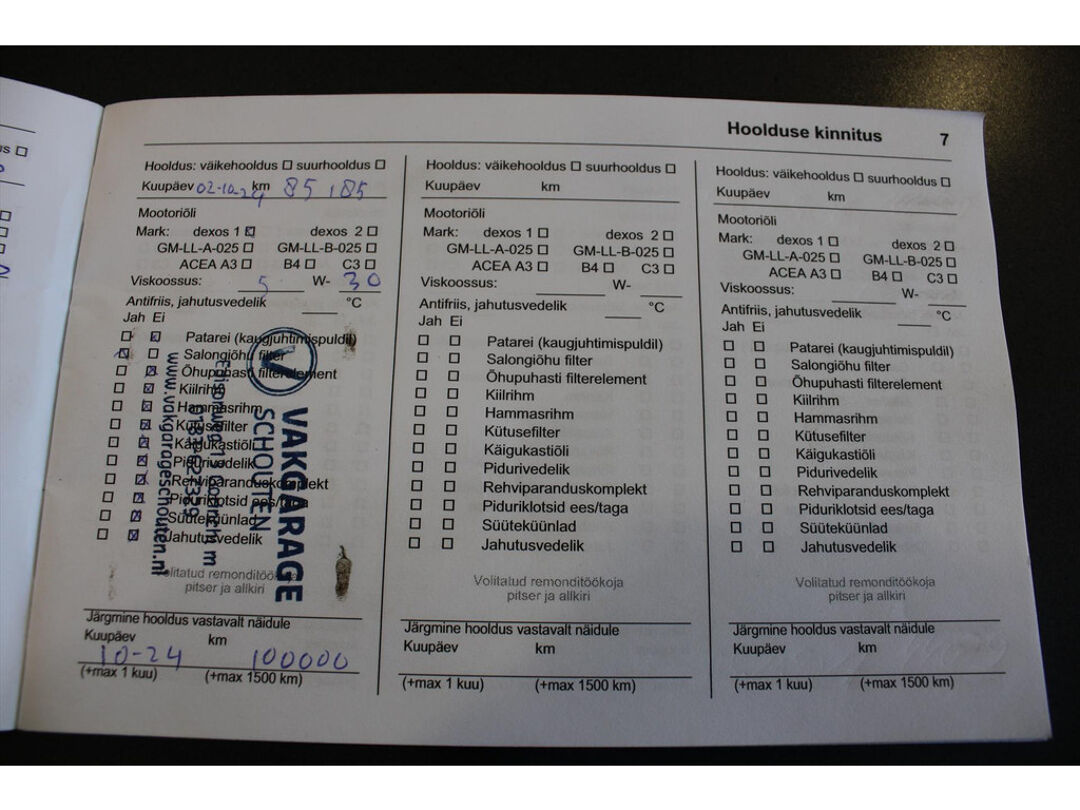 Hoolduse kinnitus 7
Hooldus: väikehooldus ☐ suurhooldus ☐
Kuupäev 02-10-24 km 85185
Mootoriõli
Mark: dexos 1 ☒ dexos 2 ☐
GM-LL-A-025 ☐ GM-LL-B-025 ☐
ACEA A3 ☐ B4 ☐ C3 ☐
Viskoossus: 5 W- 30
Antifriis, jahutusvedelik °C
Jah Ei
☐ ☒ Patarei (kaugjuhtimispuldil)
☒ ☐ Salongiõhu filter
☐ ☒ Õhupuhasti filterelement
☐ ☒ Kiilrihm
☐ ☒ Hammasrihm
☐ ☒ Kütusefilter
☐ ☒ Käigukastiõli
☐ ☒ Pidurivedelik
☐ ☒ Rehviparanduskomplekt
☐ ☒ Piduriklotsid ees/taga
☐ ☒ Süüteküünlad
☐ ☒ Jahutusvedelik
VAKGARAGE
SCHOUTEN
www.vakgarageschouten.nl
Volitatud remonditöökoja
pitser ja allkiri
Järgmine hooldus vastavalt näidule
Kuupäev km
10-24 100000
(+max 1 kuu) (+max 1500 km)
Hooldus: väikehooldus ☐ suurhooldus ☐
Kuupäev km
Mootoriõli
Mark: dexos 1 ☐ dexos 2 ☐
GM-LL-A-025 ☐ GM-LL-B-025 ☐
ACEA A3 ☐ B4 ☐ C3 ☐
Viskoossus: W-
Antifriis, jahutusvedelik °C
Jah Ei
☐ ☐ Patarei (kaugjuhtimispuldil)
☐ ☐ Salongiõhu filter
☐ ☐ Õhupuhasti filterelement
☐ ☐ Kiilrihm
☐ ☐ Hammasrihm
☐ ☐ Kütusefilter
☐ ☐ Käigukastiõli
☐ ☐ Pidurivedelik
☐ ☐ Rehviparanduskomplekt
☐ ☐ Piduriklotsid ees/taga
☐ ☐ Süüteküünlad
☐ ☐ Jahutusvedelik
Volitatud remonditöökoja
pitser ja allkiri
Järgmine hooldus vastavalt näidule
Kuupäev km
(+max 1 kuu) (+max 1500 km)
Hooldus: väikehooldus ☐ suurhooldus ☐
Kuupäev km
Mootoriõli
Mark: dexos 1 ☐ dexos 2 ☐
GM-LL-A-025 ☐ GM-LL-B-025 ☐
ACEA A3 ☐ B4 ☐ C3 ☐
Viskoossus: W-
Antifriis, jahutusvedelik °C
Jah Ei
☐ ☐ Patarei (kaugjuhtimispuldil)
☐ ☐ Salongiõhu filter
☐ ☐ Õhupuhasti filterelement
☐ ☐ Kiilrihm
☐ ☐ Hammasrihm
☐ ☐ Kütusefilter
☐ ☐ Käigukastiõli
☐ ☐ Pidurivedelik
☐ ☐ Rehviparanduskomplekt
☐ ☐ Piduriklotsid ees/taga
☐ ☐ Süüteküünlad
☐ ☐ Jahutusvedelik
Volitatud remonditöökoja
pitser ja allkiri
Järgmine hooldus vastavalt näidule
Kuupäev km
(+max 1 kuu) (+max 1500 km)